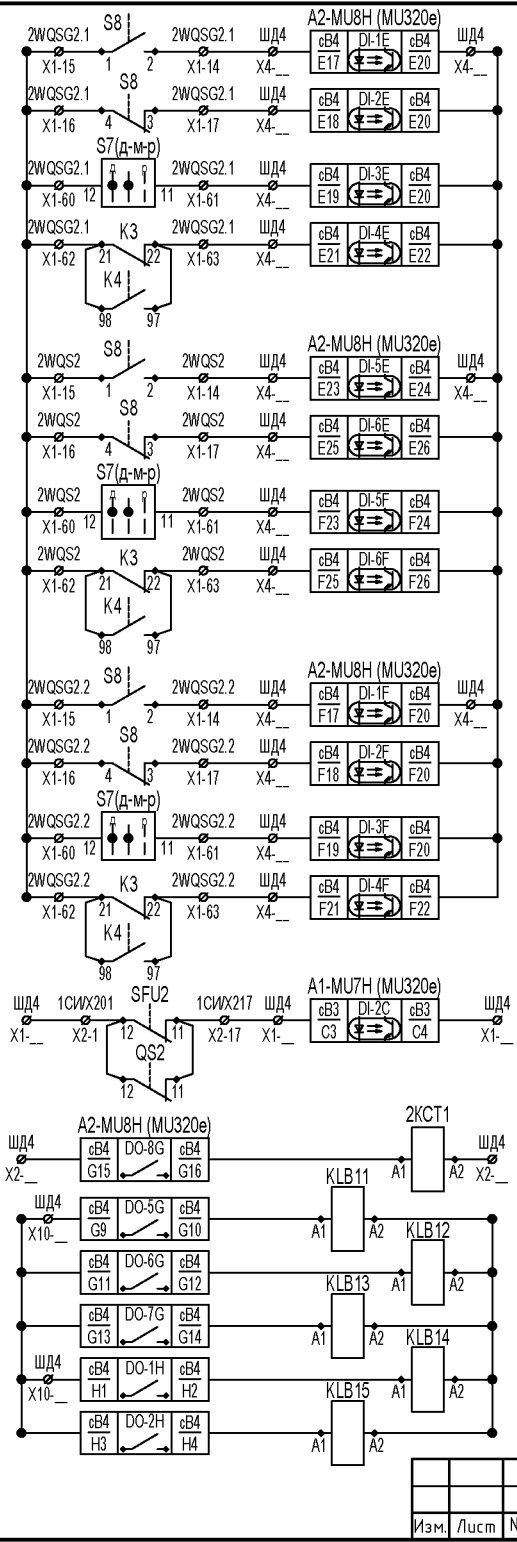 2WQSG2.1 S8 2WQSG2.1 ШД4 A2-MU8H (MU320e) ШД4
X1-15 1 2 X1-14 X4-__ cB4 E17 DI-1E cB4 E20 X4-__
2WQSG2.1 S8 2WQSG2.1 ШД4
X1-16 4 3 X1-17 X4-__ cB4 E18 DI-2E cB4 E20
2WQSG2.1 S7(д-м-р) 2WQSG2.1 ШД4
X1-60 12 д р 11 X1-61 X4-__ cB4 E19 DI-3E cB4 E20
2WQSG2.1 K3 2WQSG2.1 ШД4
X1-62 21 22 X1-63 X4-__ cB4 E21 DI-4E cB4 E22
K4
98 97
2WQS2 S8 2WQS2 ШД4 A2-MU8H (MU320e) ШД4
X1-15 1 2 X1-14 X4-__ cB4 E23 DI-5E cB4 E24 X4-__
2WQS2 S8 2WQS2 ШД4
X1-16 4 3 X1-17 X4-__ cB4 E25 DI-6E cB4 E26
2WQS2 S7(д-м-р) 2WQS2 ШД4
X1-60 12 д р 11 X1-61 X4-__ cB4 F23 DI-5F cB4 F24
2WQS2 K3 2WQS2 ШД4
X1-62 21 22 X1-63 X4-__ cB4 F25 DI-6F cB4 F26
K4
98 97
2WQSG2.2 S8 2WQSG2.2 ШД4 A2-MU8H (MU320e) ШД4
X1-15 1 2 X1-14 X4-__ cB4 F17 DI-1F cB4 F20 X4-__
2WQSG2.2 S8 2WQSG2.2 ШД4
X1-16 4 3 X1-17 X4-__ cB4 F18 DI-2F cB4 F20
2WQSG2.2 S7(д-м-р) 2WQSG2.2 ШД4
X1-60 12 д р 11 X1-61 X4-__ cB4 F19 DI-3F cB4 F20
2WQSG2.2 K3 2WQSG2.2 ШД4
X1-62 21 22 X1-63 X4-__ cB4 F21 DI-4F cB4 F22
K4
98 97
ШД4 1СИ/X201 SFU2 1СИ/X217 ШД4 A1-MU7H (MU320e) ШД4
X1-__ X2-1 12 11 X2-17 X1-__ cB3 C3 DI-2C cB3 C4 X1-__
QS2
12 11
A2-MU8H (MU320e) 2KCT1
ШД4 X2-__ cB4 G15 DO-8G cB4 G16 A1 A2 ШД4 X2-__
KLB11
ШД4 X10-__ cB4 G9 DO-5G cB4 G10 A1 A2
KLB12
cB4 G11 DO-6G cB4 G12 A1 A2
KLB13
cB4 G13 DO-7G cB4 G14 A1 A2
KLB14
ШД4 X10-__ cB4 H1 DO-1H cB4 H2 A1 A2
KLB15
cB4 H3 DO-2H cB4 H4 A1 A2
Изм. Лист